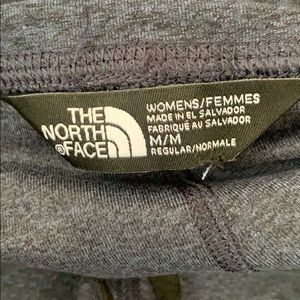 THE
NORTH
FACE
WOMENS/FEMMES
MADE IN EL SALVADOR
FABRIQUÉ AU SALVADOR
M/M
REGULAR/NORMALE